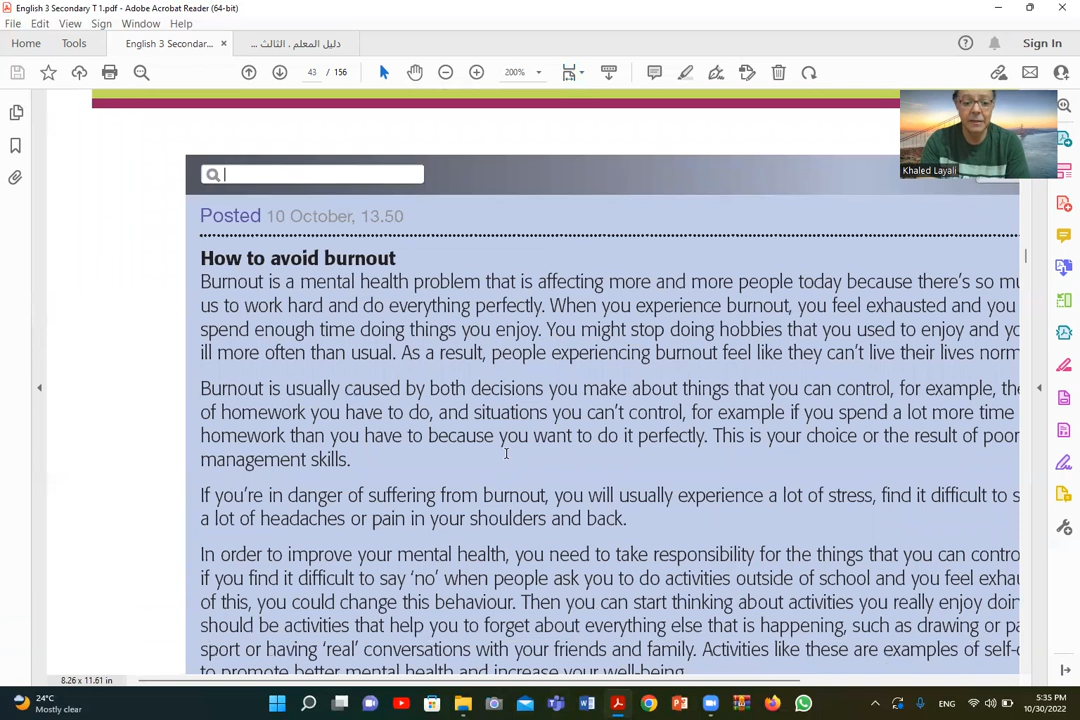 English 3 Secondary T 1.pdf - Adobe Acrobat Reader (64-bit)
File Edit View Sign Window Help
Home Tools English 3 Secondar... × دليل المعلم . الثالث ...
Sign In
43 / 156 200%
Khaled Layali
Posted 10 October, 13.50
How to avoid burnout
Burnout is a mental health problem that is affecting more and more people today because there's so
us to work hard and do everything perfectly. When you experience burnout, you feel exhausted and you
spend enough time doing things you enjoy. You might stop doing hobbies that you used to enjoy and
ill more often than usual. As a result, people experiencing burnout feel like they can't live their lives
Burnout is usually caused by both decisions you make about things that you can control, for example,
of homework you have to do, and situations you can't control, for example if you spend a lot more time
homework than you have to because you want to do it perfectly. This is your choice or the result of poor
management skills.
If you're in danger of suffering from burnout, you will usually experience a lot of stress, find it difficult to
a lot of headaches or pain in your shoulders and back.
In order to improve your mental health, you need to take responsibility for the things that you can
if you find it difficult to say 'no' when people ask you to do activities outside of school and you feel
of this, you could change this behaviour. Then you can start thinking about activities you really enjoy
should be activities that help you to forget about everything else that is happening, such as drawing or
sport or having 'real' conversations with your friends and family. Activities like these are examples of
to promote better mental health and increase your well-being.
8.26 x 11.61 in
24°C
Mostly clear
ENG
5:35 PM
10/30/2022